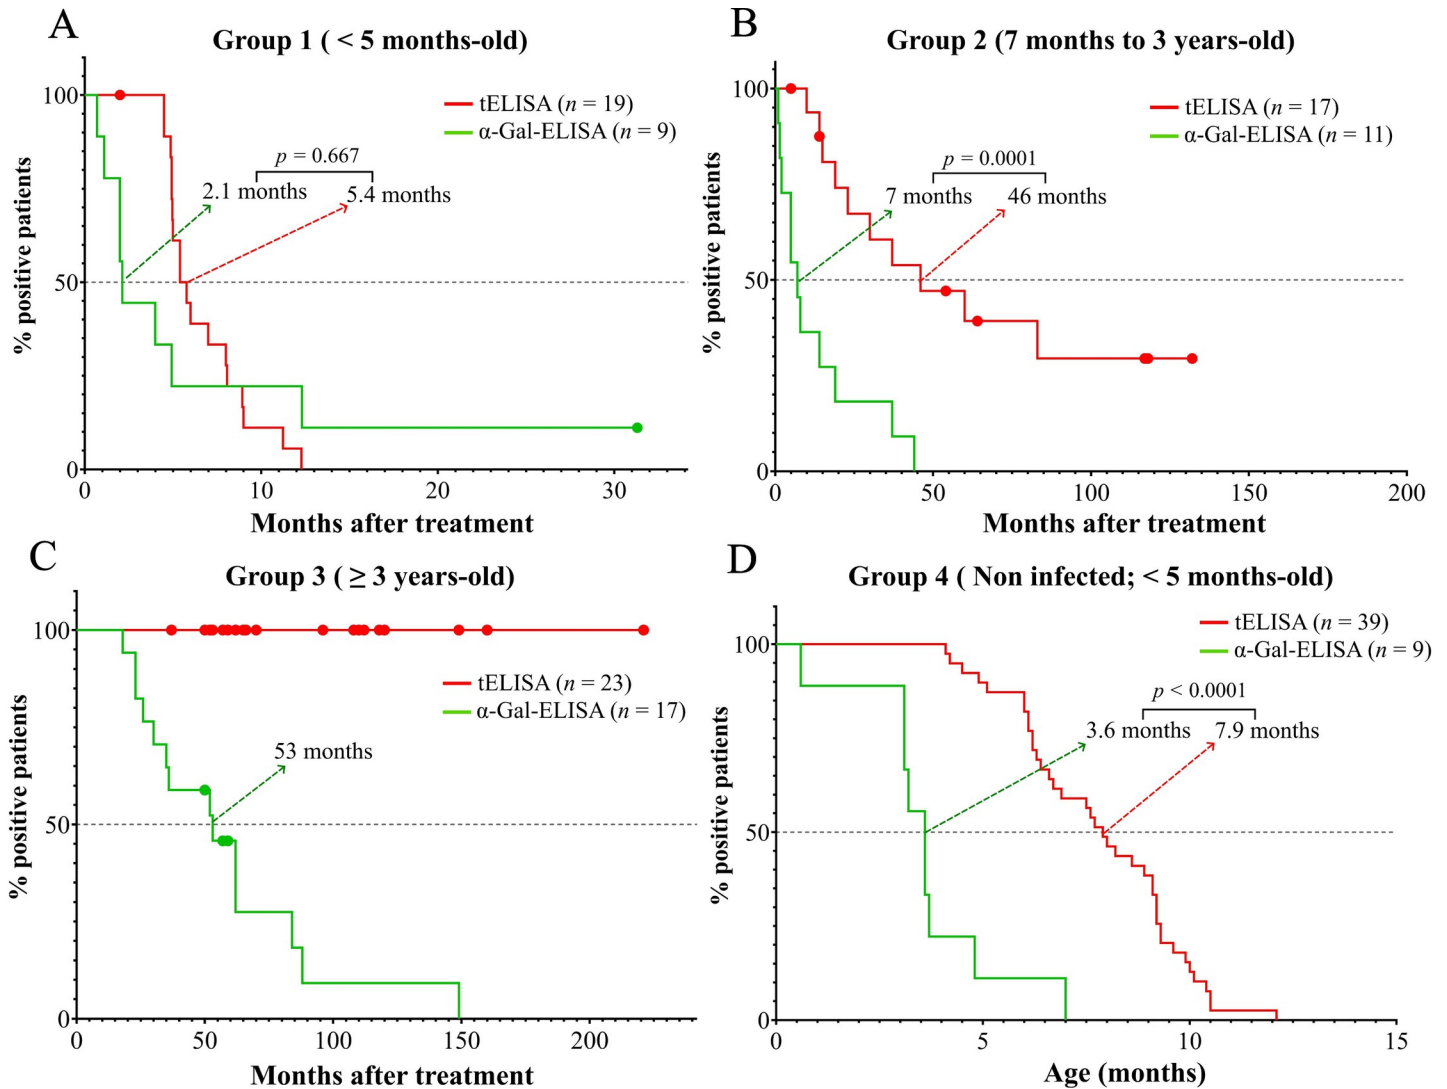 A
Group 1 ( < 5 months-old)
tELISA (n = 19)
α-Gal-ELISA (n = 9)
p = 0.667
2.1 months
5.4 months
% positive patients
100
50
0
0 10 20 30
Months after treatment
B
Group 2 (7 months to 3 years-old)
tELISA (n = 17)
α-Gal-ELISA (n = 11)
p = 0.0001
7 months
46 months
% positive patients
100
50
0
0 50 100 150 200
Months after treatment
C
Group 3 ( ≥ 3 years-old)
tELISA (n = 23)
α-Gal-ELISA (n = 17)
53 months
% positive patients
100
50
0
0 50 100 150 200
Months after treatment
D
Group 4 ( Non infected; < 5 months-old)
tELISA (n = 39)
α-Gal-ELISA (n = 9)
p < 0.0001
3.6 months
7.9 months
% positive patients
100
50
0
0 5 10 15
Age (months)